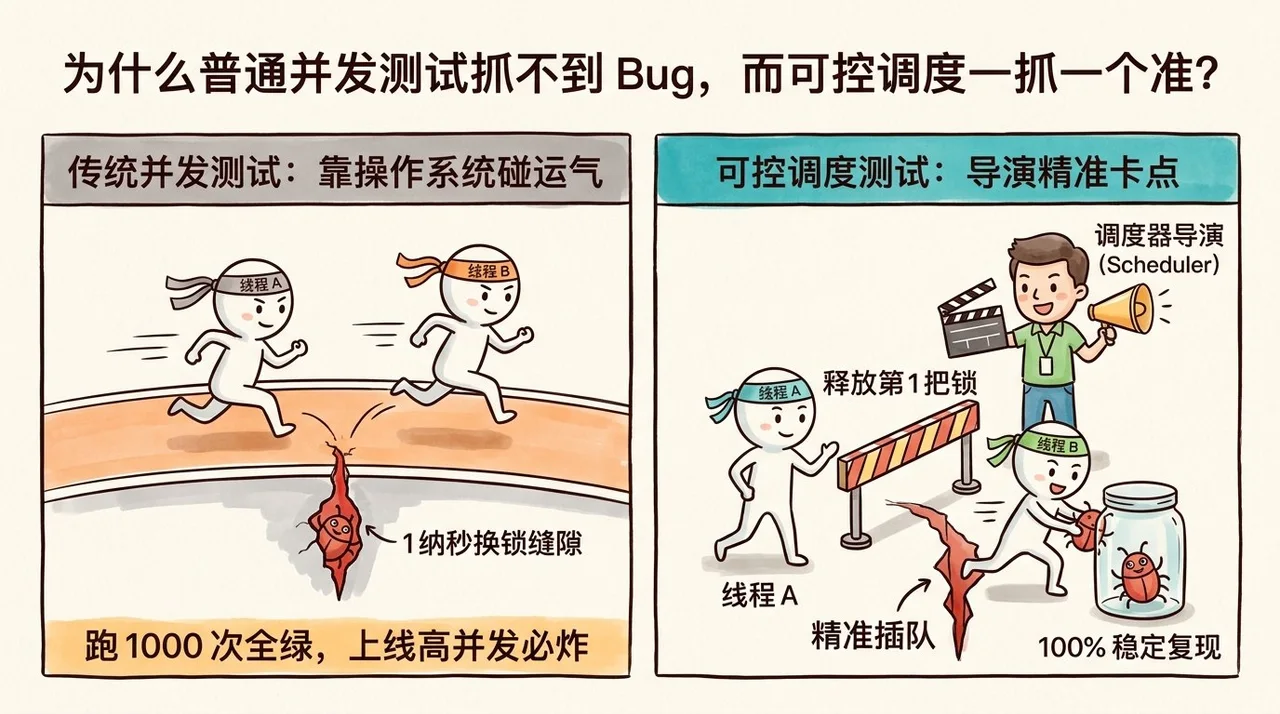 为什么普通并发测试抓不到 Bug，而可控调度一抓一个准？
传统并发测试：靠操作系统碰运气
线程 A
线程 B
1纳秒换锁缝隙
跑1000次全绿，上线高并发必炸
可控调度测试：导演精准卡点
调度器导演
(Scheduler)
释放第1把锁
线程 A
线程 B
线程 A
精准插队
100% 稳定复现